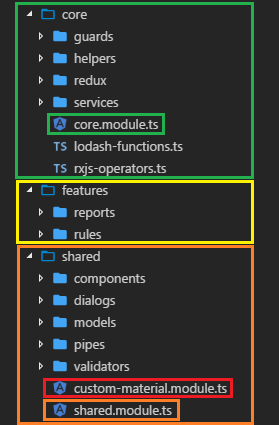 core
guards
helpers
redux
services
core.module.ts
TS lodash-functions.ts
TS rxjs-operators.ts
features
reports
rules
shared
components
dialogs
models
pipes
validators
custom-material.module.ts
shared.module.ts